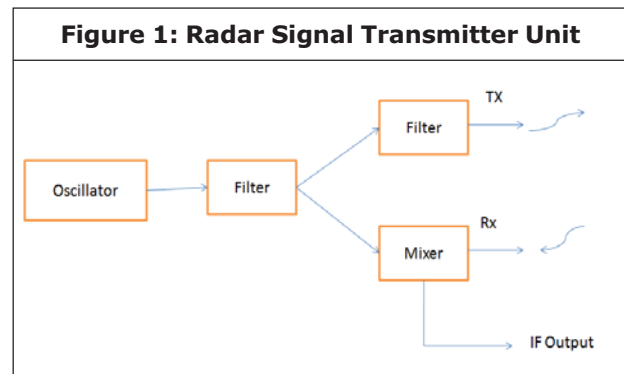 Figure 1: Radar Signal Transmitter Unit
TX
Filter
Oscillator
Filter
Rx
Mixer
IF Output